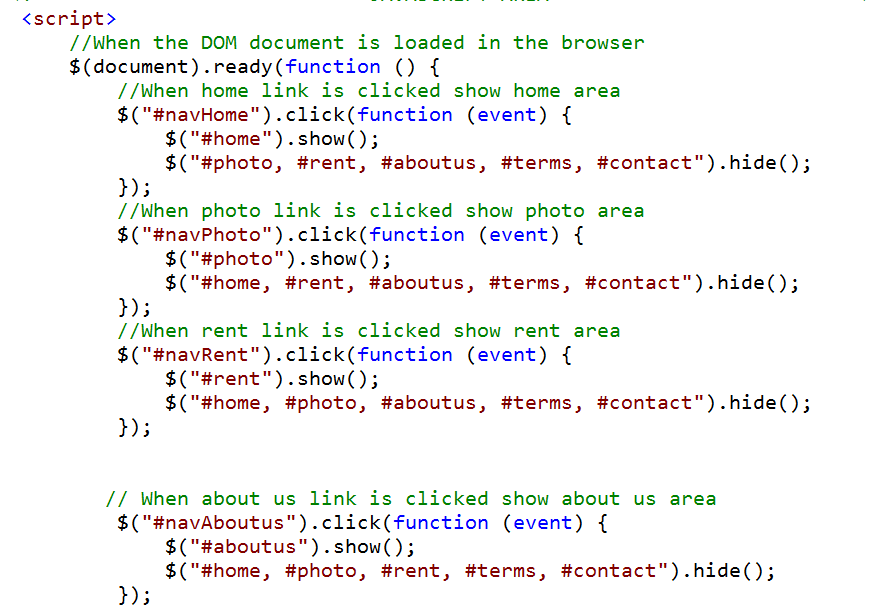 <script>
//When the DOM document is loaded in the browser
$(document).ready(function () {
//When home link is clicked show home area
$("#navHome").click(function (event) {
$("#home").show();
$("#photo, #rent, #aboutus, #terms, #contact").hide();
});
//When photo link is clicked show photo area
$("#navPhoto").click(function (event) {
$("#photo").show();
$("#home, #rent, #aboutus, #terms, #contact").hide();
});
//When rent link is clicked show rent area
$("#navRent").click(function (event) {
$("#rent").show();
$("#home, #photo, #aboutus, #terms, #contact").hide();
});
// When about us link is clicked show about us area
$("#navAboutus").click(function (event) {
$("#aboutus").show();
$("#home, #photo, #rent, #terms, #contact").hide();
});